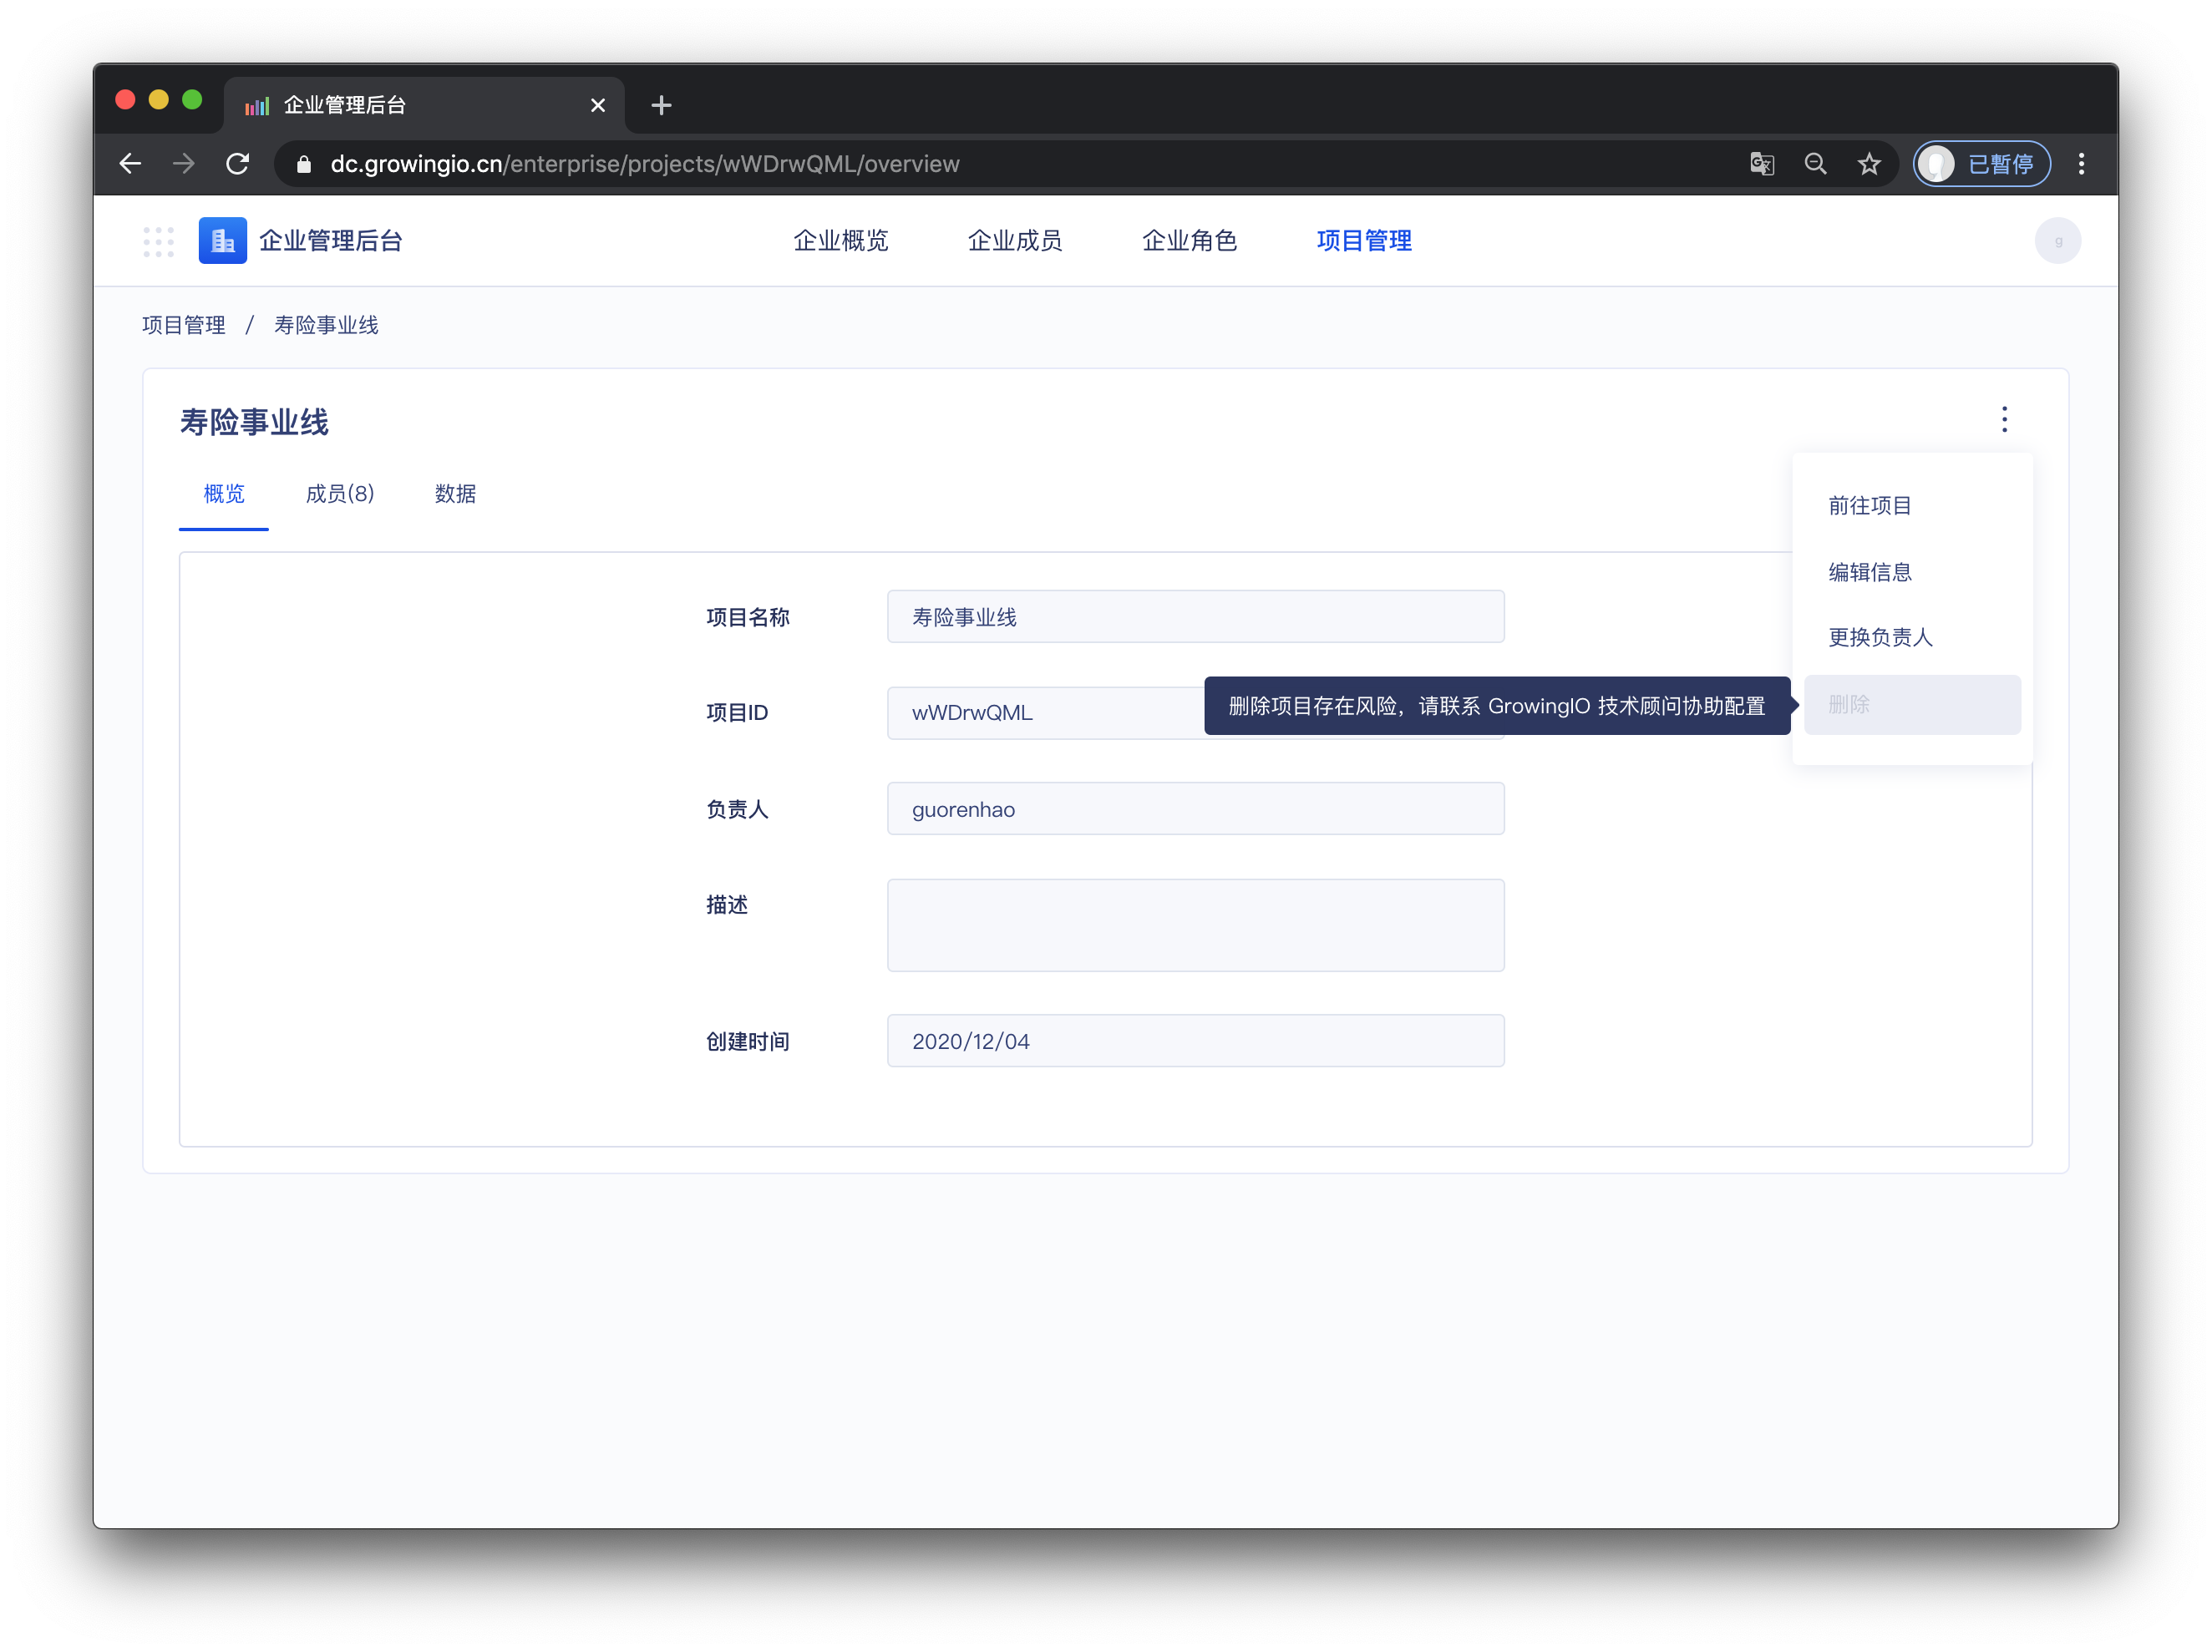 企业管理后台
dc.growingio.cn/enterprise/projects/wWDrwQML/overview
已暂停
企业管理后台
企业概览
企业成员
企业角色
项目管理
g
项目管理 / 寿险事业线
寿险事业线
概览
成员(8)
数据
前往项目
编辑信息
更换负责人
删除
删除项目存在风险，请联系 GrowingIO 技术顾问协助配置
项目名称
寿险事业线
项目ID
wWDrwQML
负责人
guorenhao
描述
创建时间
2020/12/04